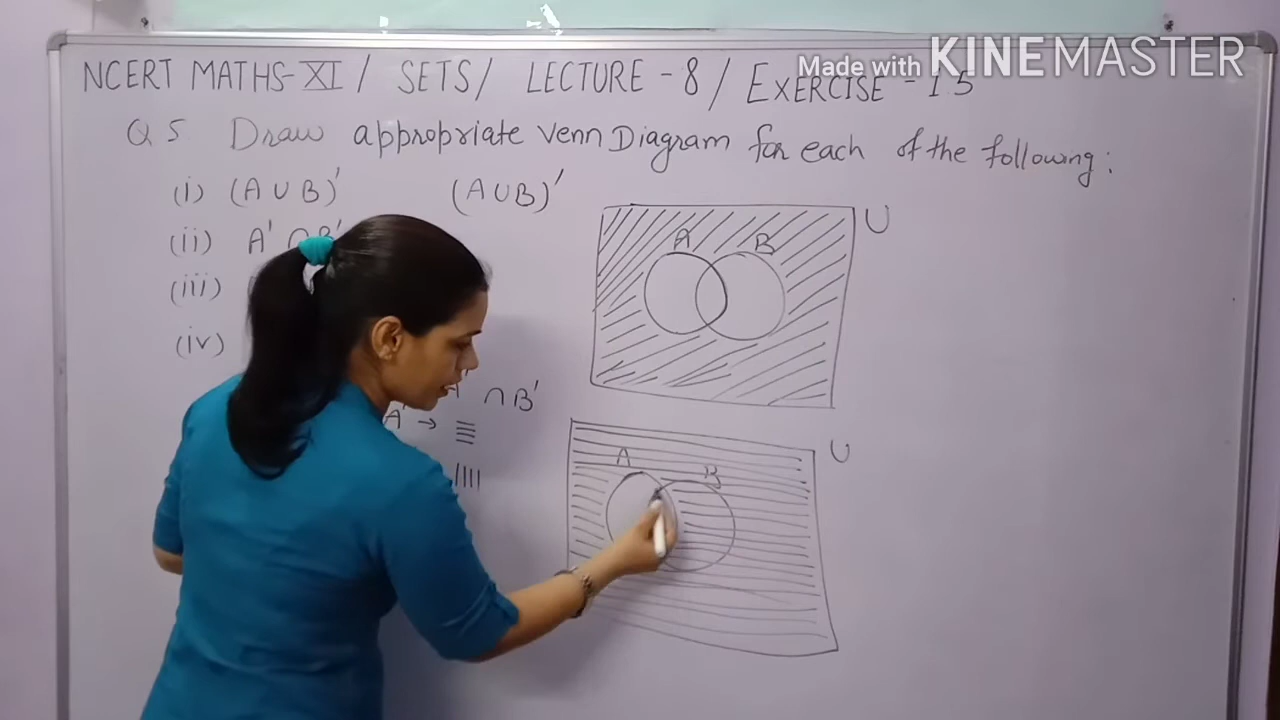 Made with KINEMASTER
NCERT MATHS-XI / SETS / LECTURE - 8 / EXERCISE - 1.5
Q 5 Draw appropriate Venn Diagram for each of the following:
(i) (A ∪ B)' (A ∪ B)'
(ii) A' ∩ B'
(iii)
(iv)
U
A B
A' ∩ B'
A' →
U
A B